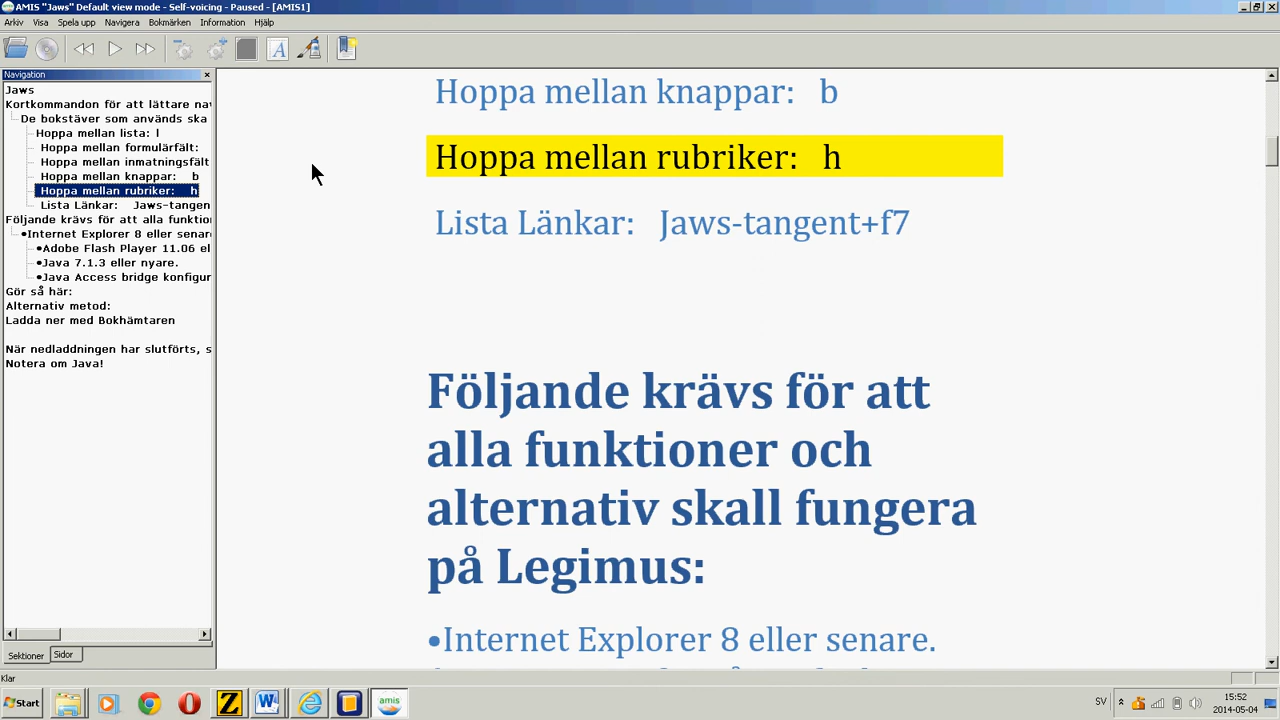 AMIS "Jaws" Default view mode - Self-voicing - Paused - [AMIS1]
Arkiv Visa Spela upp Navigera Bokmärken Information Hjälp
Navigation
Jaws
Kortkommandon för att lättare nav
De bokstäver som används ska
Hoppa mellan lista: l
Hoppa mellan formulärfält:
Hoppa mellan inmatningsfält
Hoppa mellan knappar: b
Hoppa mellan rubriker: h
Lista Länkar: Jaws-tangen
Följande krävs för att alla funktio
•Internet Explorer 8 eller senare
•Adobe Flash Player 11.06 el
•Java 7.1.3 eller nyare.
•Java Access bridge konfigur
Gör så här:
Alternativ metod:
Ladda ner med Bokhämtaren
När nedladdningen har slutförts, s
Notera om Java!
Sektioner Sidor
Hoppa mellan knappar: b
Hoppa mellan rubriker: h
Lista Länkar: Jaws-tangent+f7
Följande krävs för att
alla funktioner och
alternativ skall fungera
på Legimus:
•Internet Explorer 8 eller senare.
Klar
Start
amis
SV
15:52
2014-05-04